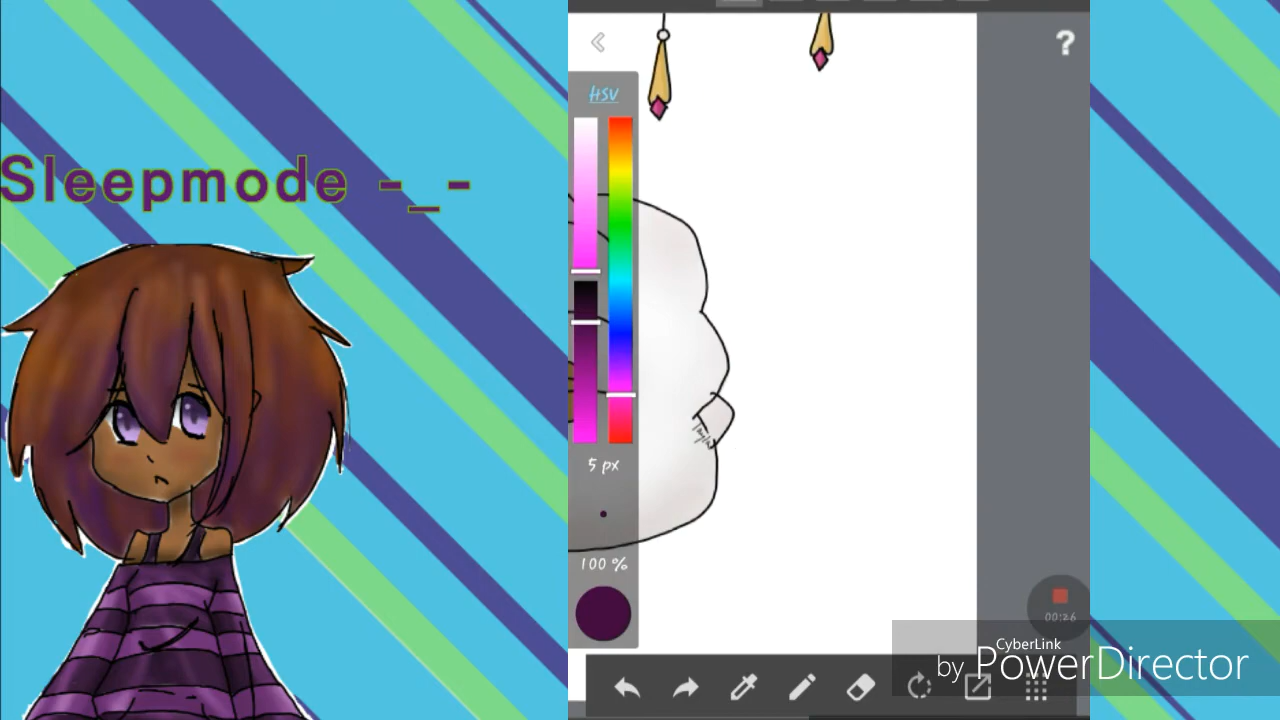 Sleepmode -_-
?
HSV
5 px
100 %
00:26
CyberLink
by PowerDirector